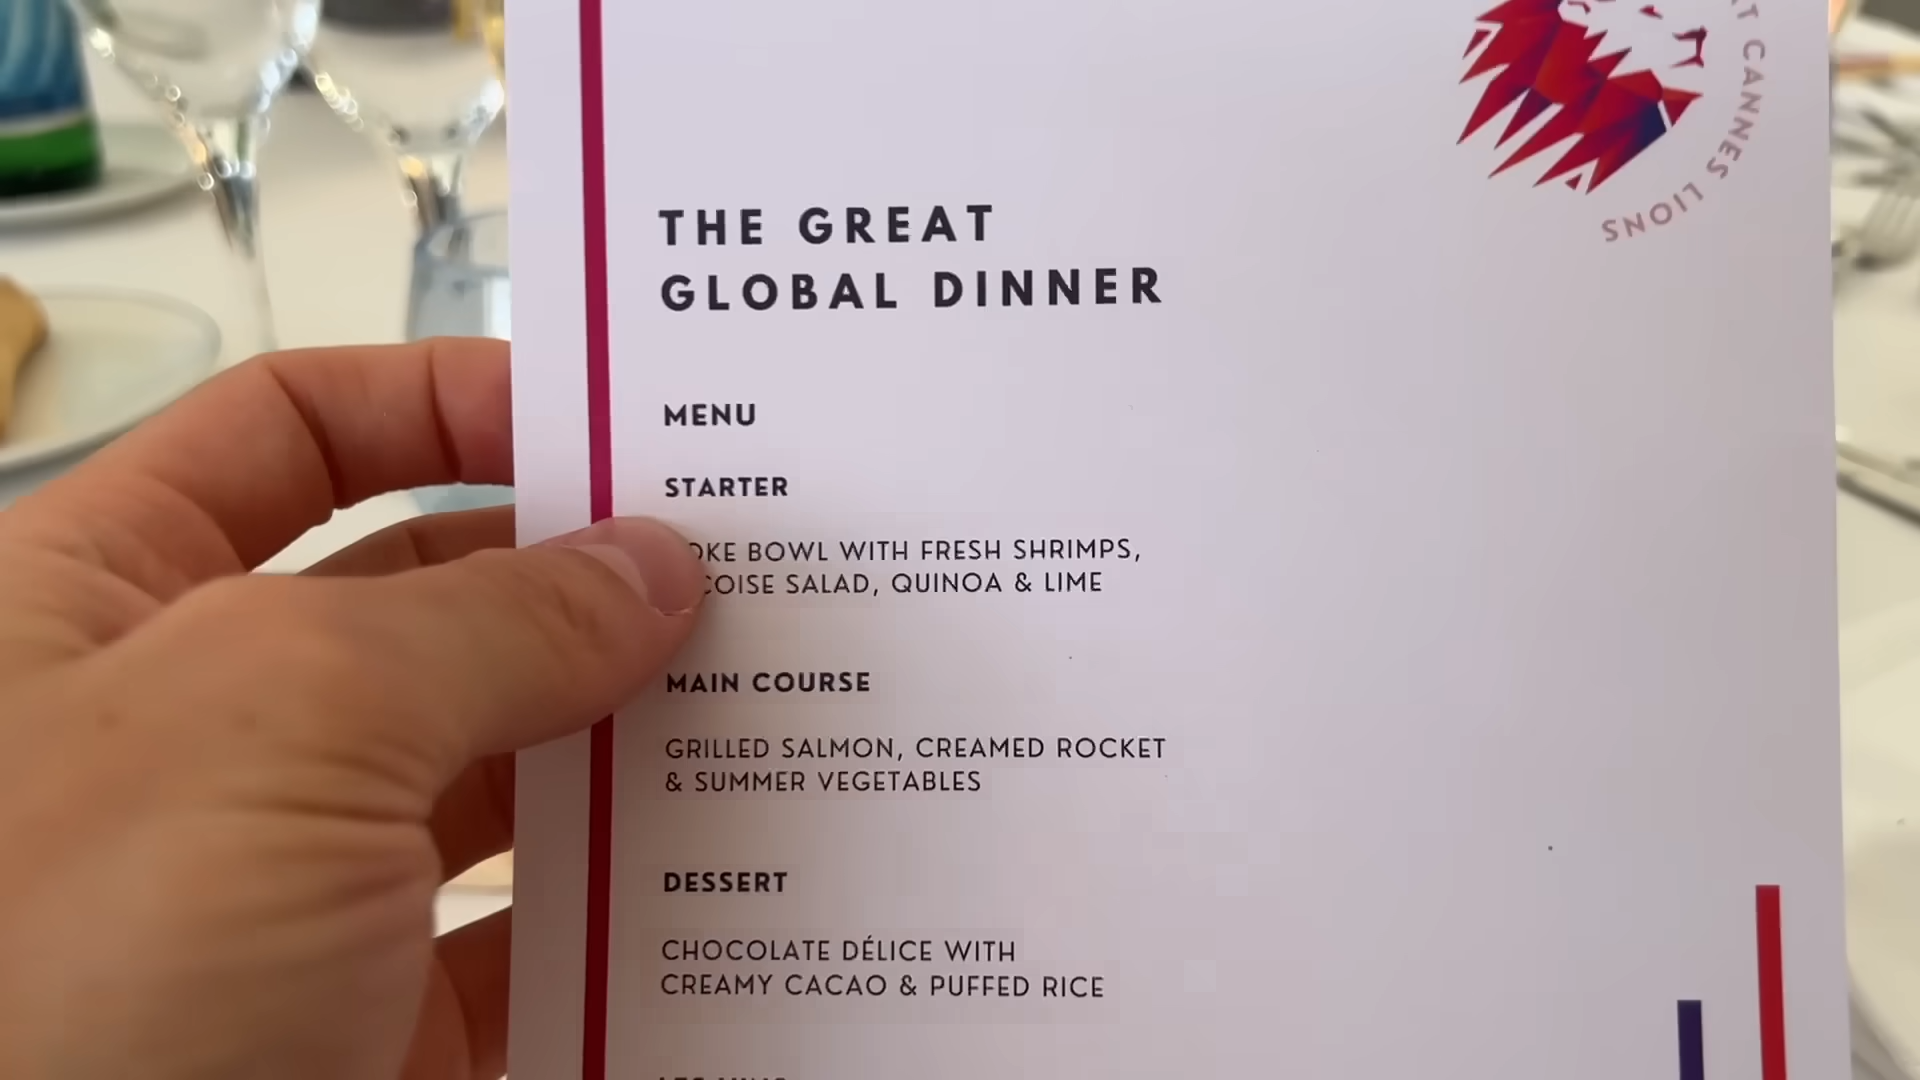 THE GREAT
GLOBAL DINNER
CANNES LIONS
MENU
STARTER
BOWL WITH FRESH SHRIMPS,
SALAD, QUINOA & LIME
MAIN COURSE
GRILLED SALMON, CREAMED ROCKET
& SUMMER VEGETABLES
DESSERT
CHOCOLATE DÉLICE WITH
CREAMY CACAO & PUFFED RICE